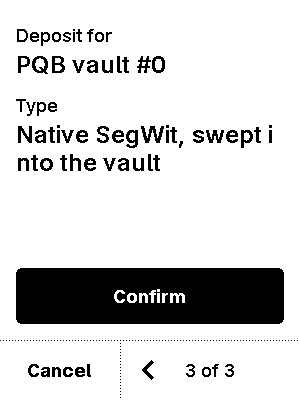 Deposit for
PQB vault #0
Type
Native SegWit, swept i
nto the vault
Confirm
Cancel
3 of 3